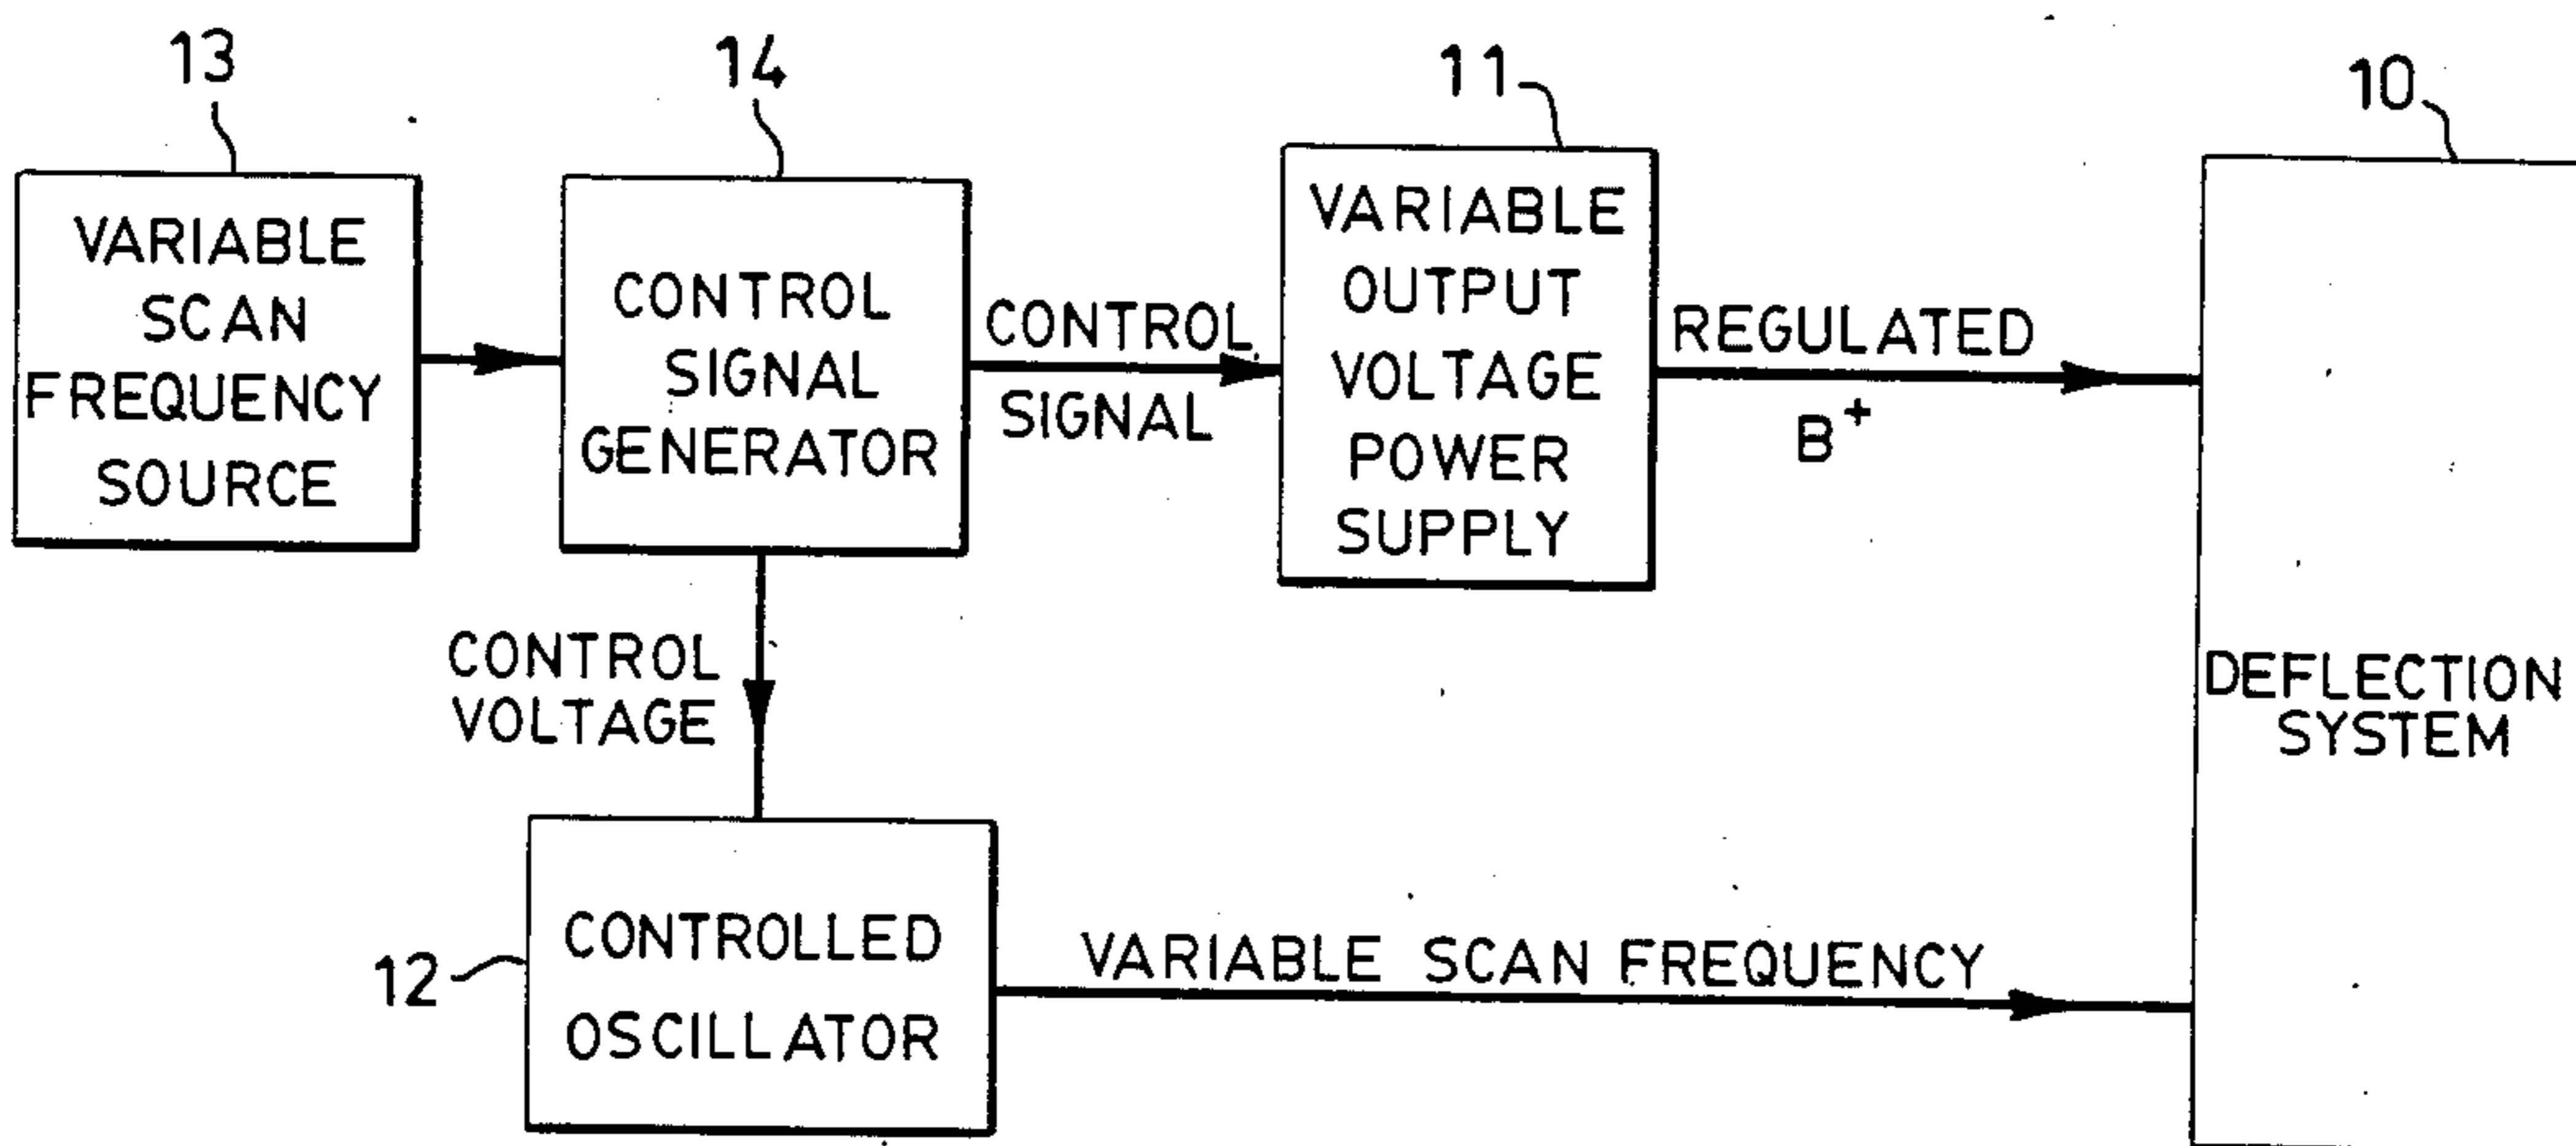 13
14
11
10
VARIABLE
SCAN
FREQUENCY
SOURCE
CONTROL
SIGNAL
GENERATOR
CONTROL
SIGNAL
VARIABLE
OUTPUT
VOLTAGE
POWER
SUPPLY
REGULATED
B+
DEFLECTION
SYSTEM
CONTROL
VOLTAGE
12
CONTROLLED
OSCILLATOR
VARIABLE SCAN FREQUENCY